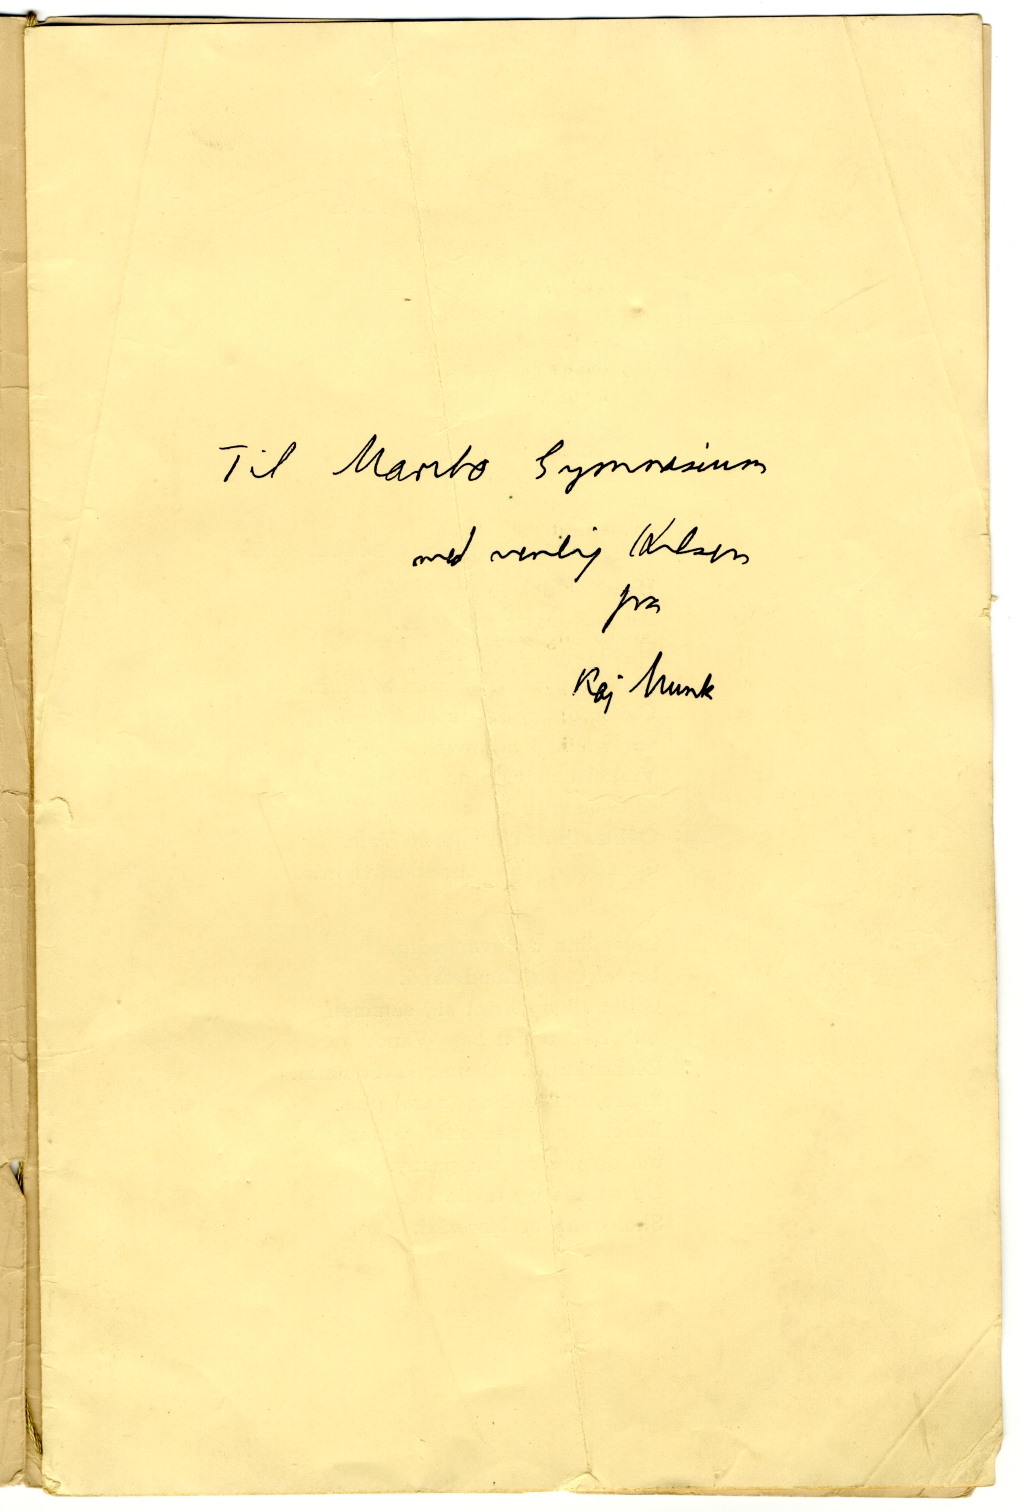 Til Maribo Gymnasium
med venlig Hilsen
fra
Kaj Munk